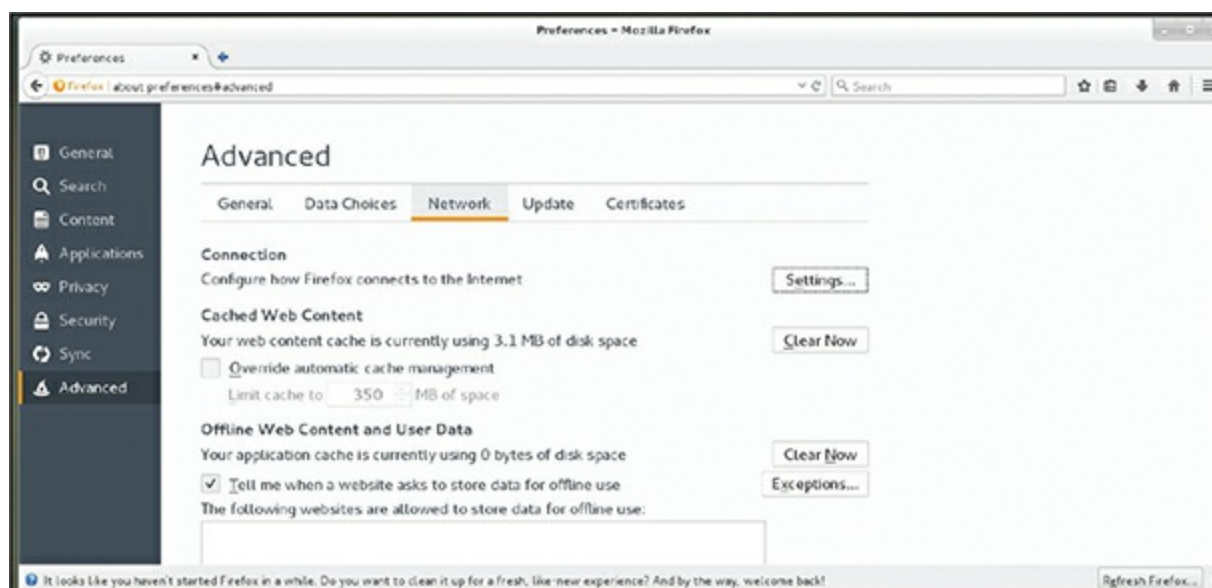 Preferences - Mozilla Firefox
Preferences
Firefox about:preferences#advanced
Search
General
Search
Content
Applications
Privacy
Security
Sync
Advanced
Advanced
General Data Choices Network Update Certificates
Connection
Configure how Firefox connects to the Internet Settings...
Cached Web Content
Your web content cache is currently using 3.1 MB of disk space Clear Now
Override automatic cache management
Limit cache to 350 MB of space
Offline Web Content and User Data
Your application cache is currently using 0 bytes of disk space Clear Now
Tell me when a website asks to store data for offline use Exceptions...
The following websites are allowed to store data for offline use:
It looks like you haven't started Firefox in a while. Do you want to clean it up for a fresh, like-new experience? And by the way, welcome back! Refresh Firefox...